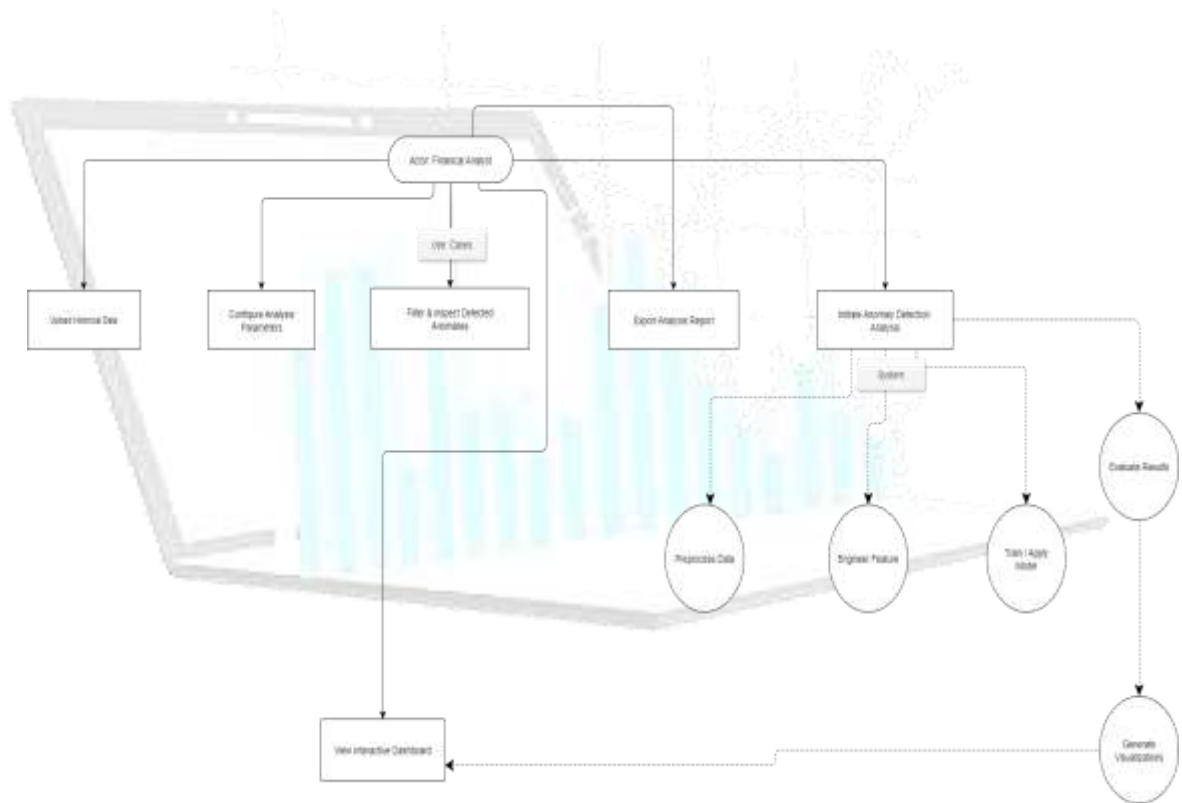 Actor: Financial Analyst
Use Cases
Upload Historical Data
Configure Analysis
Parameters
Filter & Inspect Detected
Anomalies
Export Analysis Report
Initiate Anomaly Detection
Analysis
System
Evaluate Results
Preprocess Data
Engineer Feature
Train / Apply
Model
View Interactive Dashboard
Generate
Visualizations